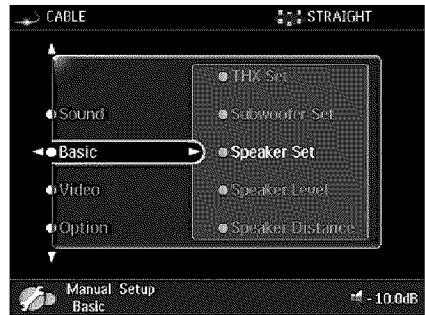 CABLE
STRAIGHT
THX Set
Sound
Subwoofer Set
Basic
Speaker Set
Video
Speaker Level
Option
Speaker Distance
Manual Setup
Basic
-10.0dB